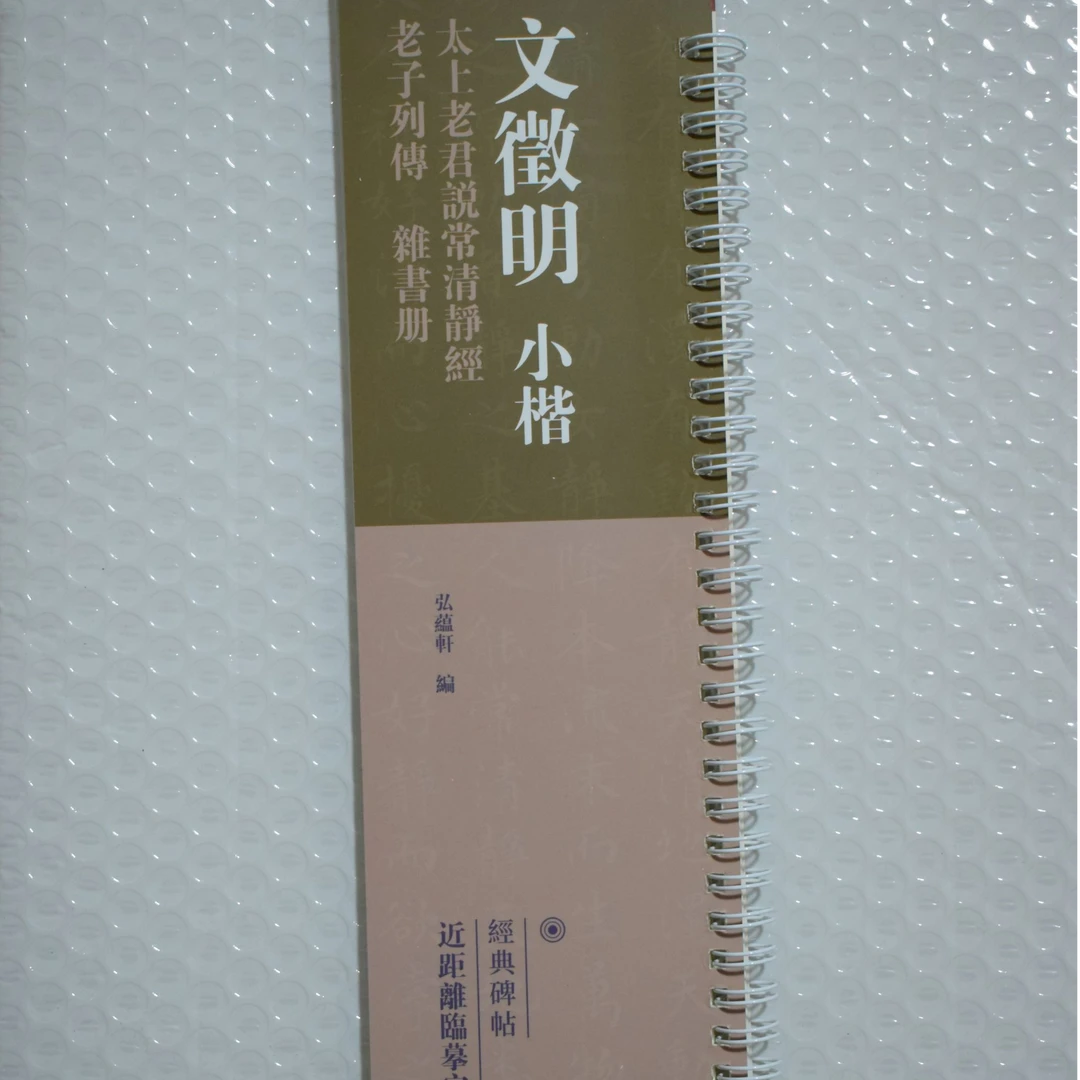 文徵明 小楷
太上老君説常清靜經
老子列傳 雜書册
弘蘊軒 編
經典碑帖
近距離臨摹